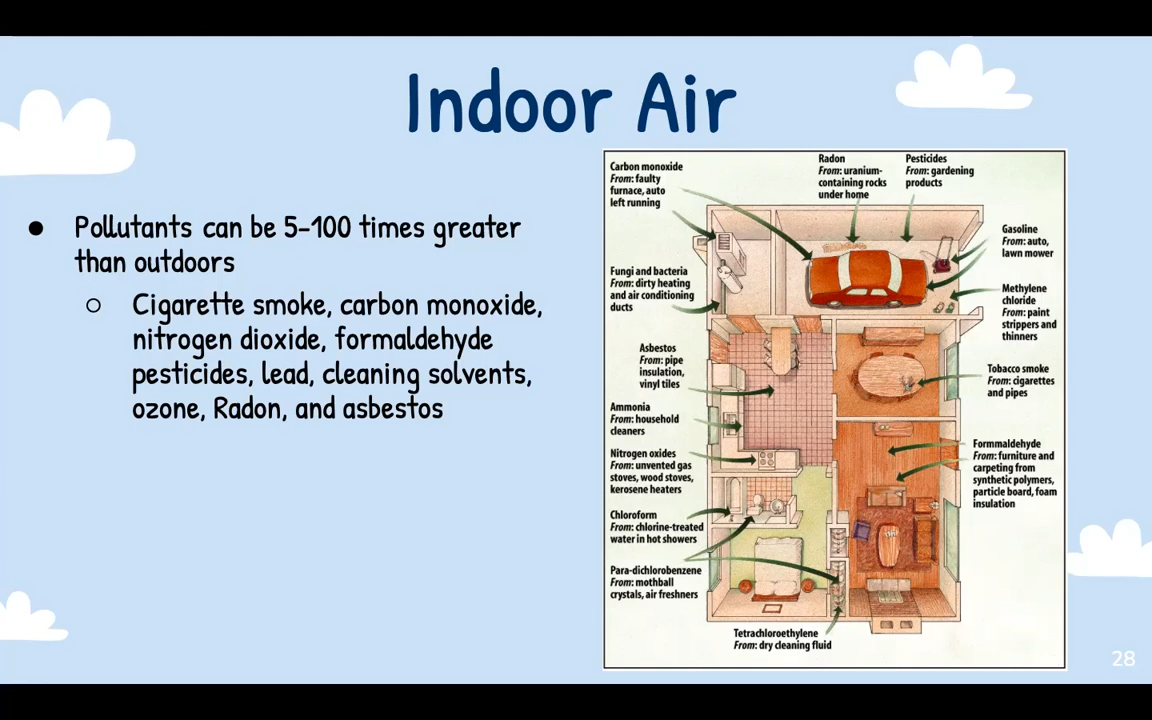 Indoor Air
● Pollutants can be 5-100 times greater
than outdoors
○ Cigarette smoke, carbon monoxide,
nitrogen dioxide, formaldehyde
pesticides, lead, cleaning solvents,
ozone, Radon, and asbestos
Carbon monoxide
From: faulty
furnace, auto
left running
Radon
From: uranium-
containing rocks
under home
Pesticides
From: gardening
products
Gasoline
From: auto,
lawn mower
Fungi and bacteria
From: dirty heating
and air conditioning
ducts
Methylene
chloride
From: paint
strippers and
thinners
Asbestos
From: pipe
insulation,
vinyl tiles
Tobacco smoke
From: cigarettes
and pipes
Ammonia
From: household
cleaners
Nitrogen oxides
From: unvented gas
stoves, wood stoves,
kerosene heaters
Formmaldehyde
From: furniture and
carpeting from
synthetic polymers,
particle board, foam
insulation
Chloroform
From: chlorine-treated
water in hot showers
Para-dichlorobenzene
From: mothball
crystals, air freshners
Tetrachloroethylene
From: dry cleaning fluid
28